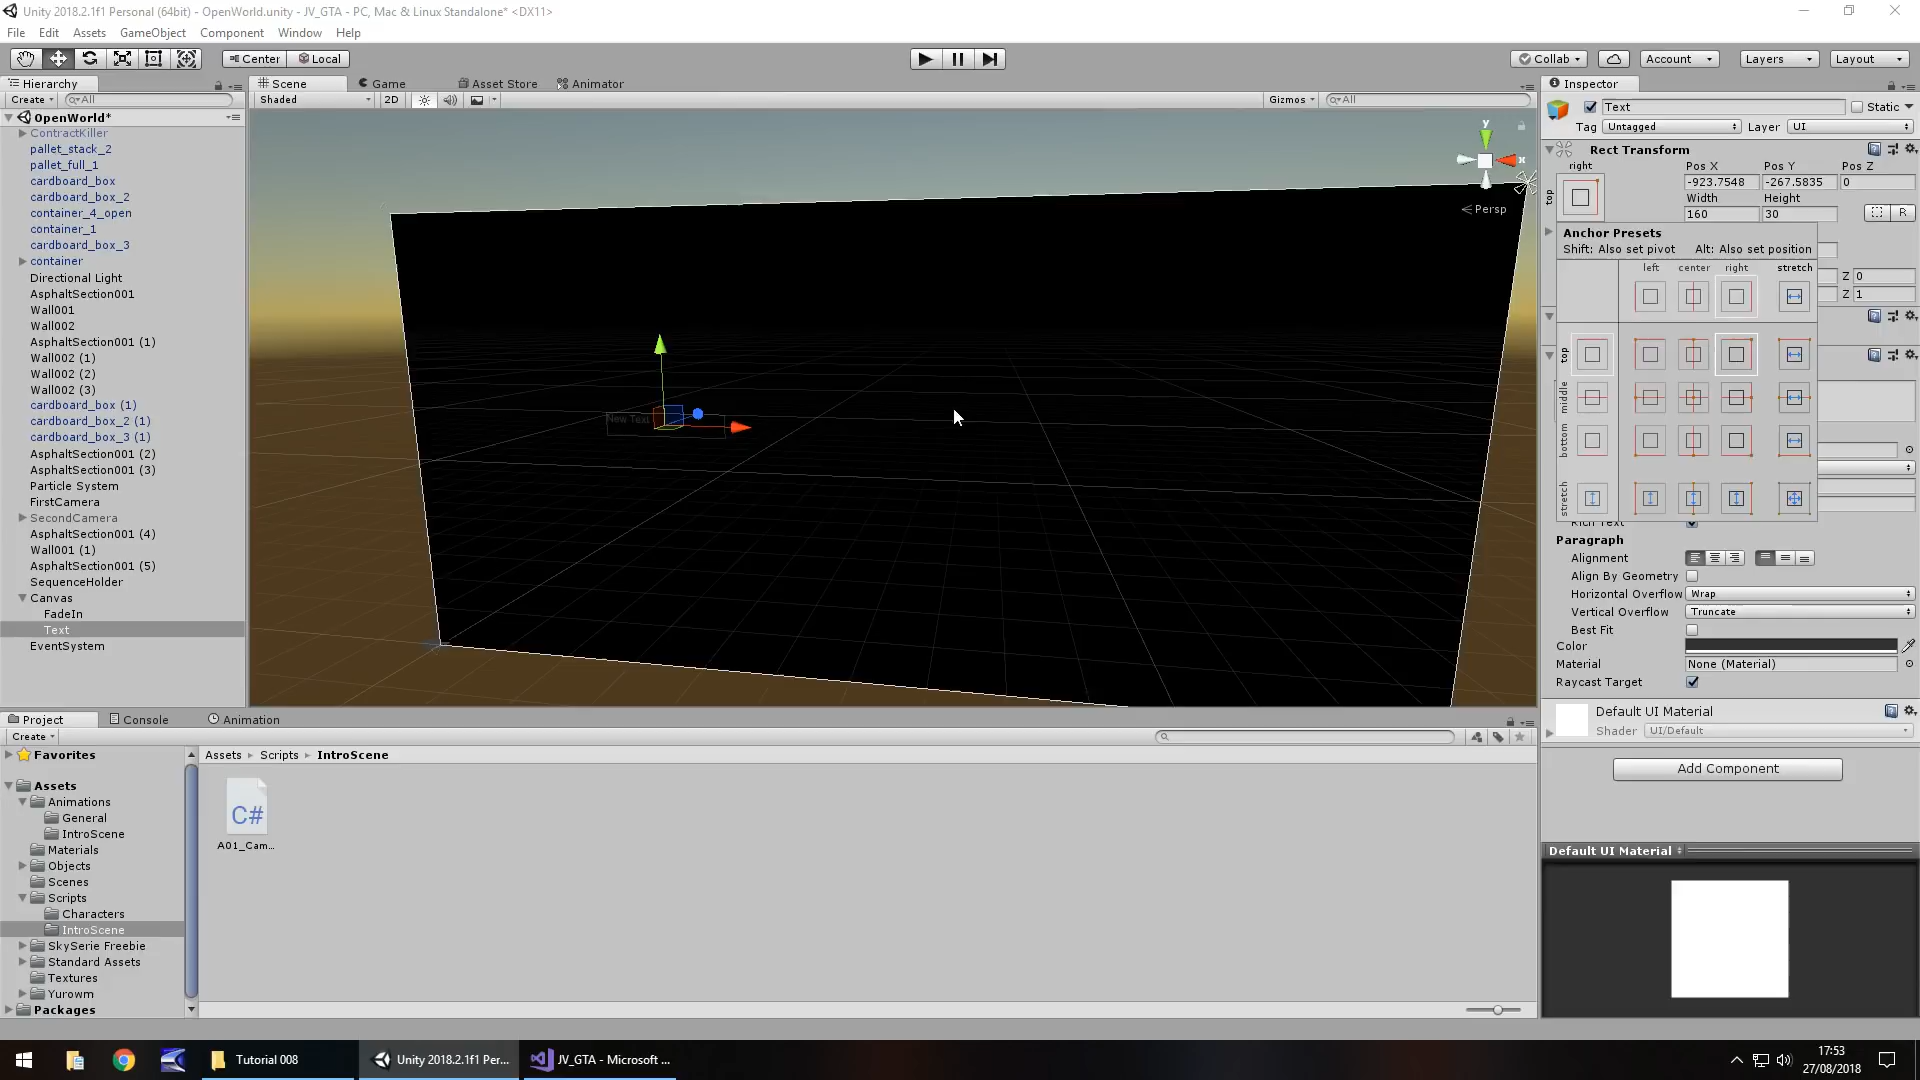 Unity 2018.2.1f1 Personal (64bit) - OpenWorld.unity - JV_GTA - PC, Mac & Linux Standalone* <DX11>
File Edit Assets GameObject Component Window Help
Center Local
Collab Account Layers Layout
Hierarchy
Create All
OpenWorld*
ContractKiller
pallet_stack_2
pallet_full_1
cardboard_box
cardboard_box_2
container_4_open
container_1
cardboard_box_3
container
Directional Light
AsphaltSection001
Wall001
Wall002
AsphaltSection001 (1)
Wall002 (1)
Wall002 (2)
Wall002 (3)
cardboard_box (1)
cardboard_box_2 (1)
cardboard_box_3 (1)
AsphaltSection001 (2)
AsphaltSection001 (3)
Particle System
FirstCamera
SecondCamera
AsphaltSection001 (4)
Wall001 (1)
AsphaltSection001 (5)
SequenceHolder
Canvas
FadeIn
Text
EventSystem
Scene Game Asset Store Animator
Shaded 2D Gizmos All
y
x
Persp
New Text
Inspector
Text Static
Tag Untagged Layer UI
Rect Transform
right
top
Pos X Pos Y Pos Z
-923.7548 -267.5835 0
Width Height
160 30
R
Anchor Presets
Shift: Also set pivot Alt: Also set position
left center right stretch
top
middle
bottom
stretch
Z 0
Z 1
Rich Text
Paragraph
Alignment
Align By Geometry
Horizontal Overflow Wrap
Vertical Overflow Truncate
Best Fit
Color
Material None (Material)
Raycast Target
Default UI Material
Shader UI/Default
Add Component
Default UI Material
Project Console Animation
Create
Favorites
Assets
Animations
General
IntroScene
Materials
Objects
Scenes
Scripts
Characters
IntroScene
SkySerie Freebie
Standard Assets
Textures
Yurowm
Packages
Assets Scripts IntroScene
C#
A01_Cam...
Tutorial 008
Unity 2018.2.1f1 Per...
JV_GTA - Microsoft ...
17:53
27/08/2018